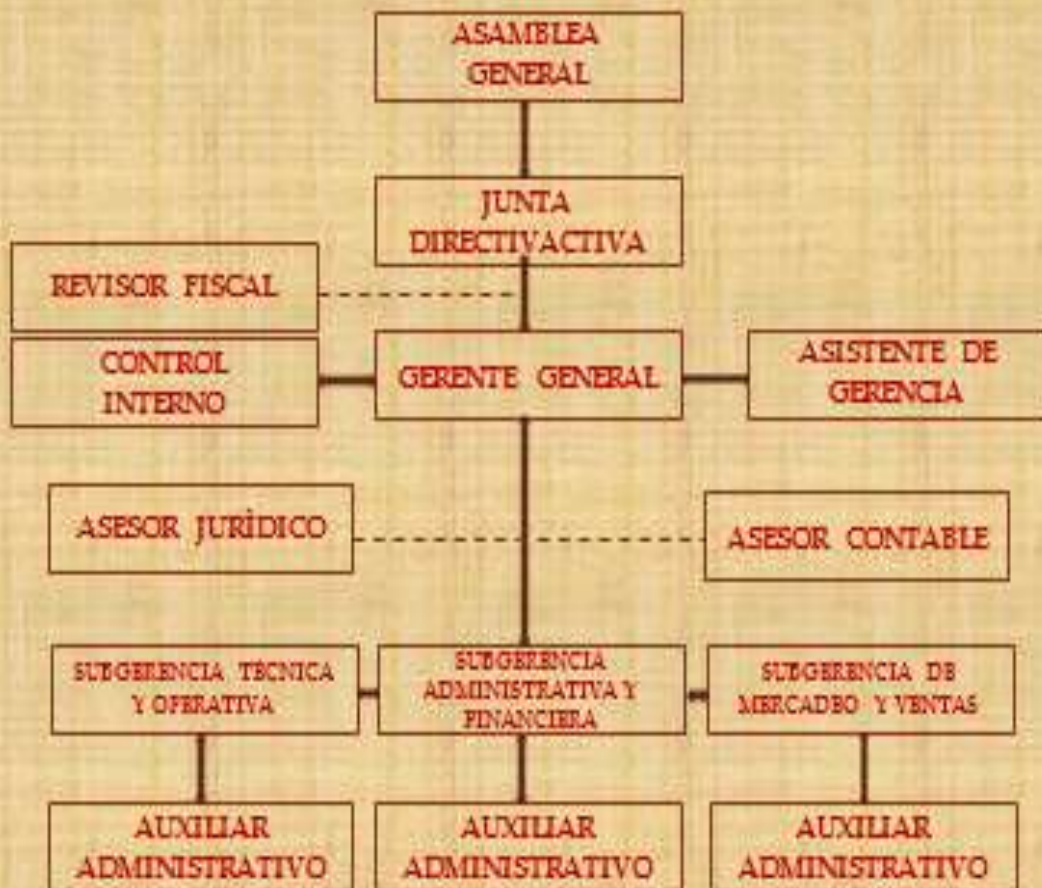 ASAMBLEA
GENERAL
JUNTA
DIRECTIVACTIVA
REVISOR FISCAL
CONTROL
INTERNO
GERENTE GENERAL
ASISTENTE DE
GERENCIA
ASESOR JURÍDICO
ASESOR CONTABLE
SUBGERENCIA TECNICA
Y OPERATIVA
SUBGERENCIA
ADMINISTRATIVA Y
FINANCIERA
SUBGERENCIA DE
MERCADEO Y VENTAS
AUXILIAR
ADMINISTRATIVO
AUXILIAR
ADMINISTRATIVO
AUXILIAR
ADMINISTRATIVO